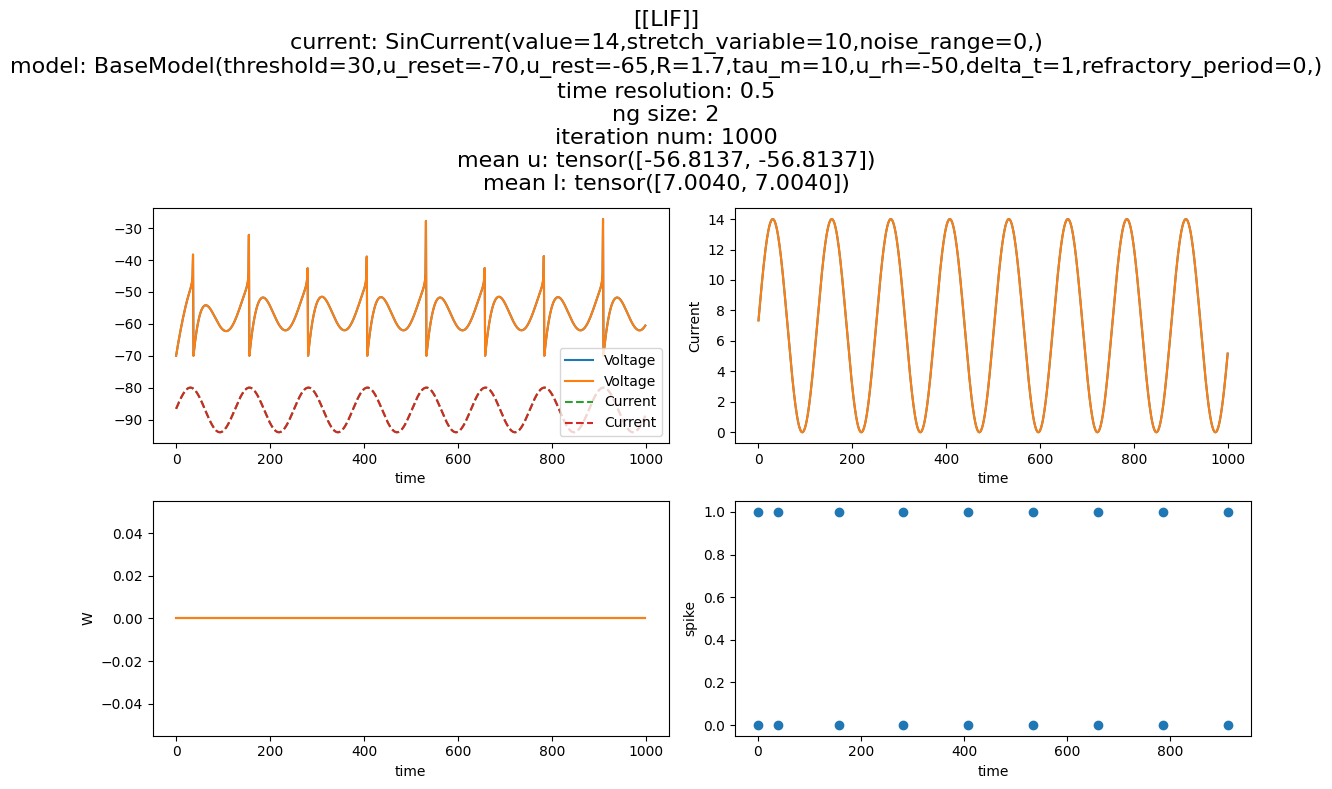 [[LIF]]
current: SinCurrent(value=14,stretch_variable=10,noise_range=0,)
model: BaseModel(threshold=30,u_reset=-70,u_rest=-65,R=1.7,tau_m=10,u_rh=-50,delta_t=1,refractory_period=0,)
time resolution: 0.5
ng size: 2
iteration num: 1000
mean u: tensor([-56.8137, -56.8137])
mean I: tensor([7.0040, 7.0040])
−30
−40
−50
−60
−70
−80
−90
Voltage
Voltage
Current
Current
0 200 400 600 800 1000
time
Current
14
12
10
8
6
4
2
0
0 200 400 600 800 1000
time
W
0.04
0.02
0.00
−0.02
−0.04
0 200 400 600 800 1000
time
spike
1.0
0.8
0.6
0.4
0.2
0.0
0 200 400 600 800
time